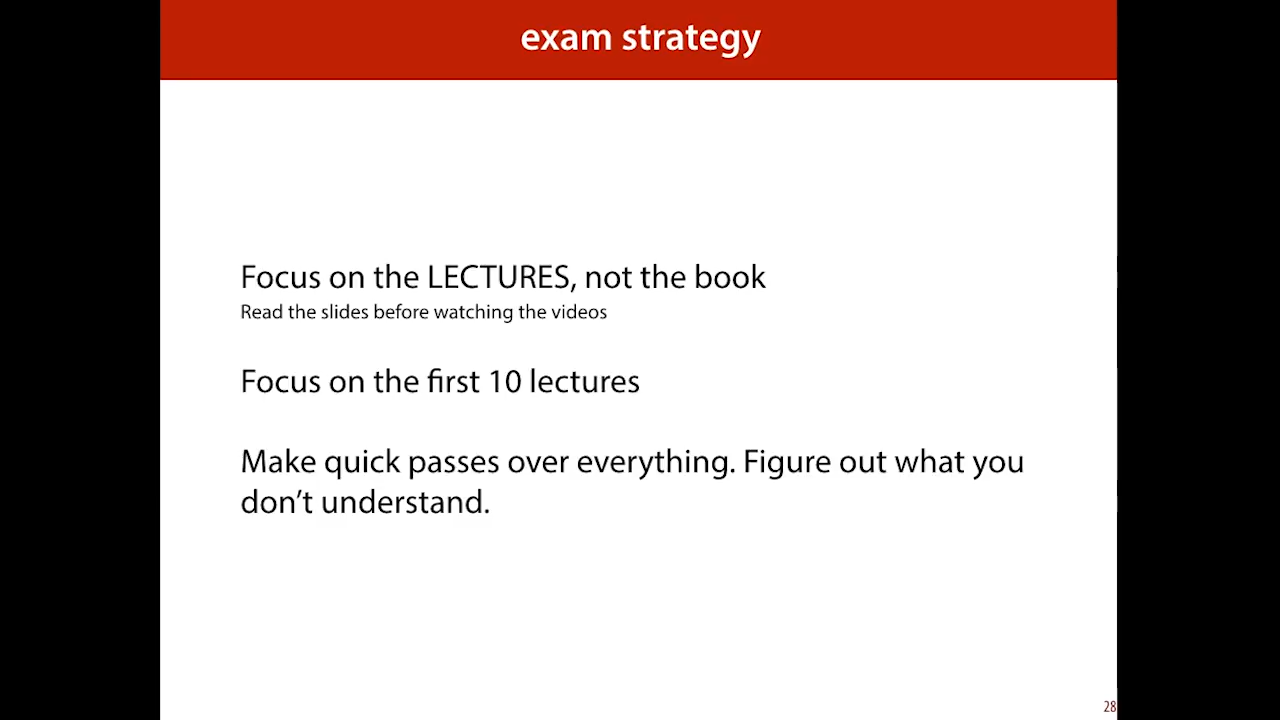 exam strategy
Focus on the LECTURES, not the book
Read the slides before watching the videos
Focus on the first 10 lectures
Make quick passes over everything. Figure out what you
don’t understand.
28